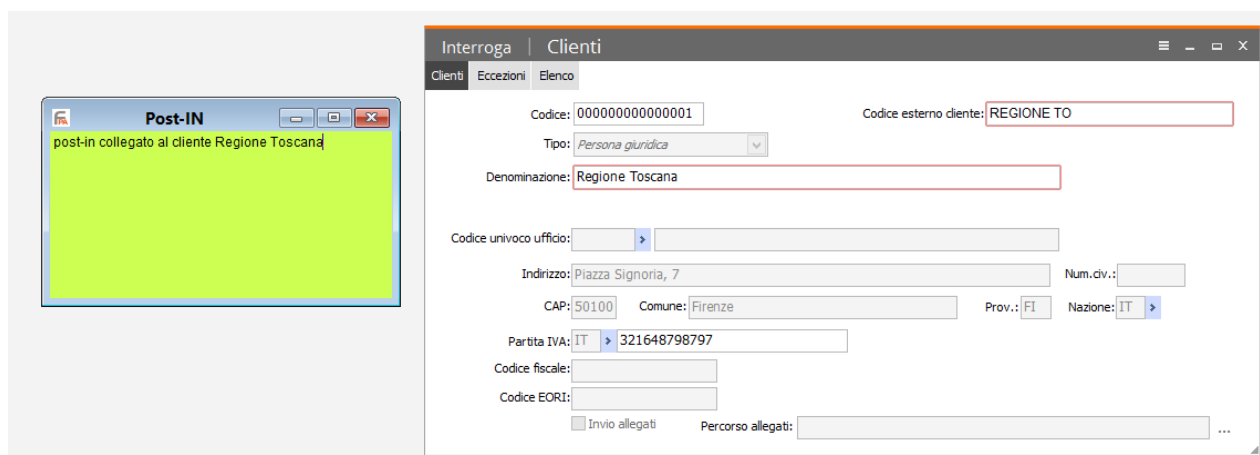 Post-IN
post-in collegato al cliente Regione Toscana
Interroga | Clienti
Clienti Eccezioni Elenco
Codice: 000000000000001 Codice esterno cliente: REGIONE TO
Tipo: Persona giuridica
Denominazione: Regione Toscana
Codice univoco ufficio:
Indirizzo: Piazza Signoria, 7 Num.civ.:
CAP: 50100 Comune: Firenze Prov.: FI Nazione: IT
Partita IVA: IT 321648798797
Codice fiscale:
Codice EORI:
Invio allegati Percorso allegati: ...